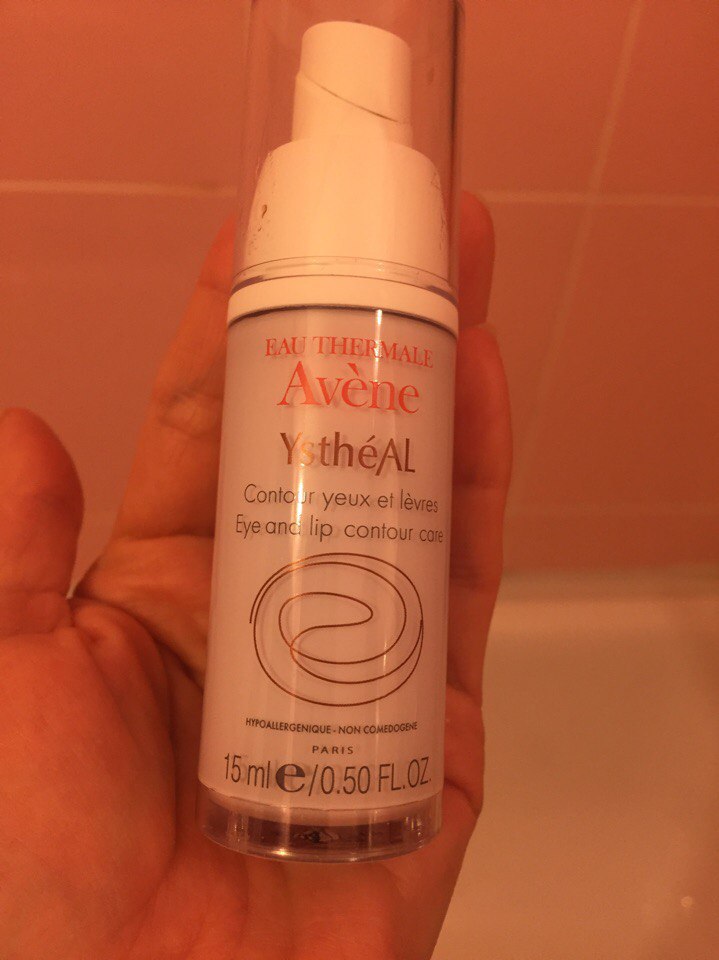 EAU THERMALE
Avène
YsthéAL
Contour yeux et lèvres
Eye and lip contour care
HYPOALLERGENIQUE - NON COMEDOGENE
PARIS
15 ml e/0.50 FL.OZ.